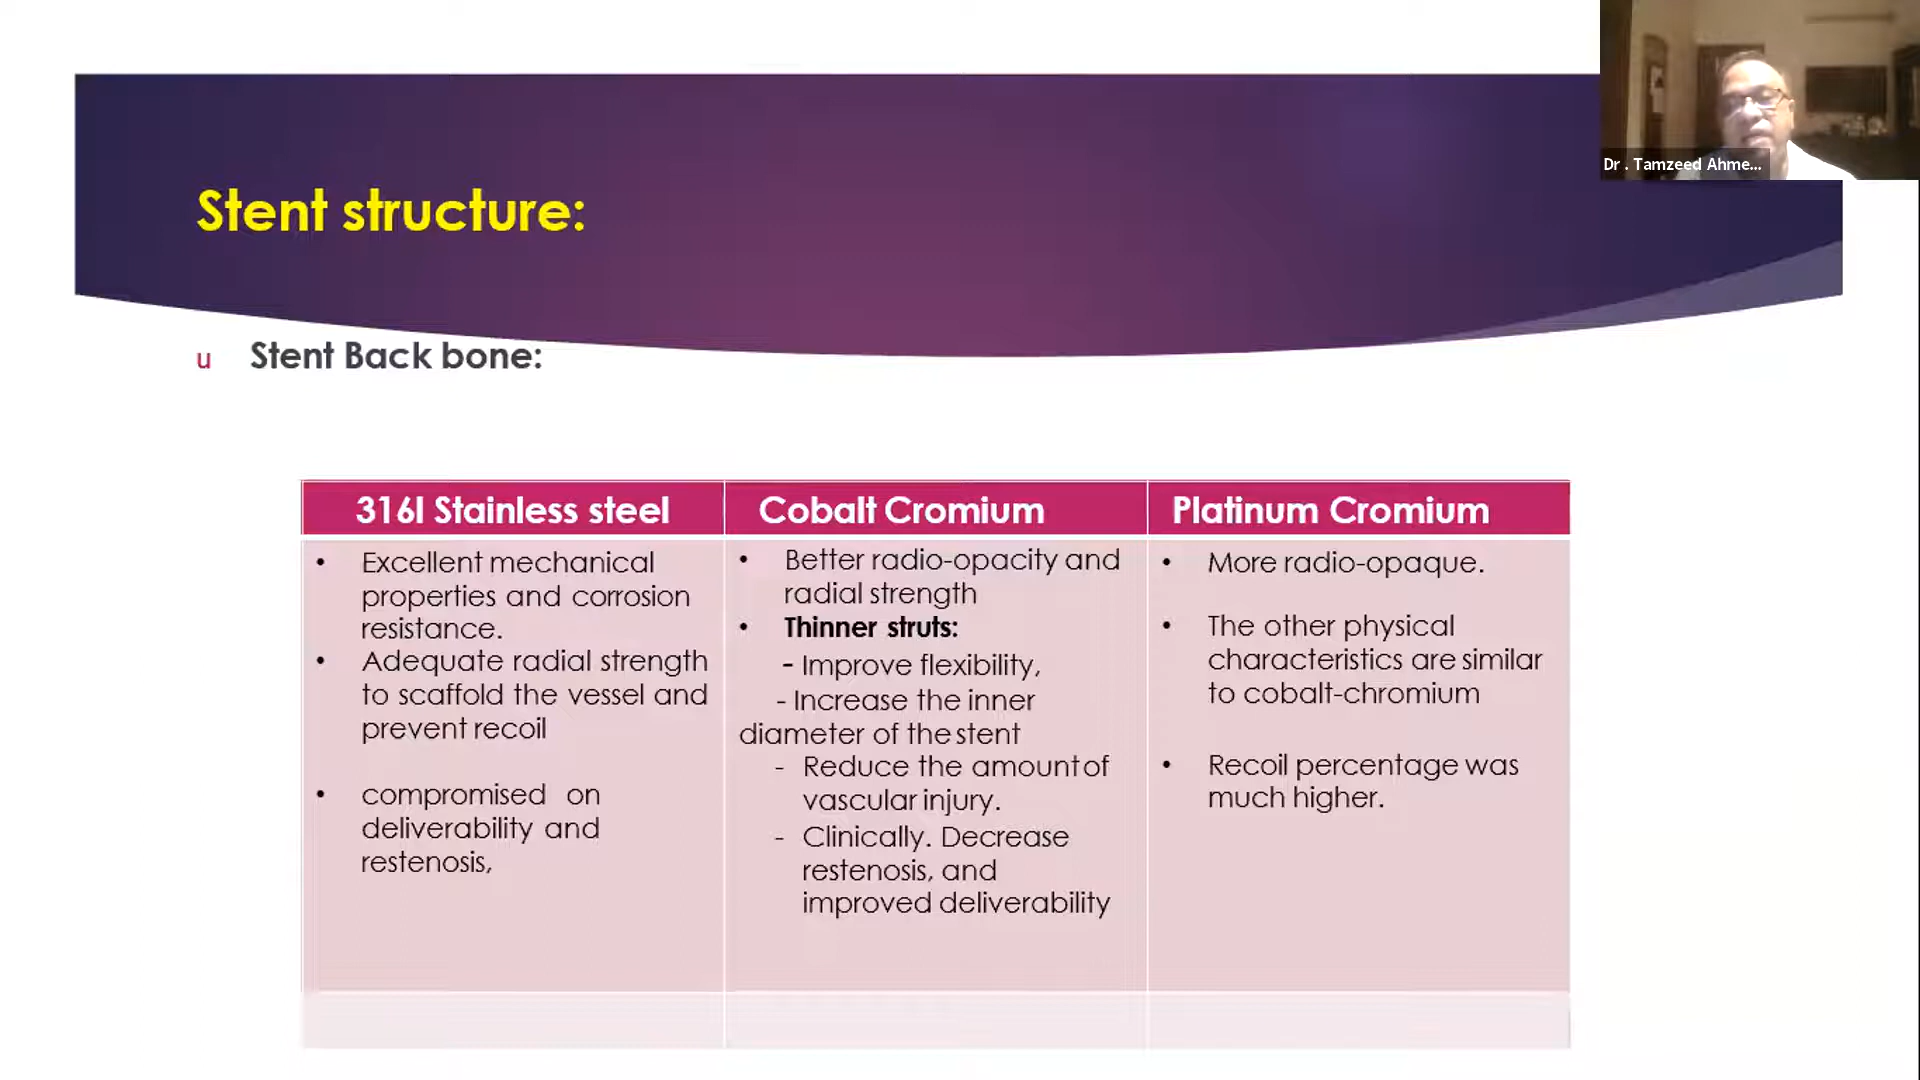 Dr . Tamzeed Ahme...
Stent structure:
u Stent Back bone:
316l Stainless steel
• Excellent mechanical
properties and corrosion
resistance.
• Adequate radial strength
to scaffold the vessel and
prevent recoil
• compromised on
deliverability and
restenosis,
Cobalt Cromium
• Better radio-opacity and
radial strength
• Thinner struts:
- Improve flexibility,
- Increase the inner
diameter of the stent
- Reduce the amount of
vascular injury.
- Clinically. Decrease
restenosis, and
improved deliverability
Platinum Cromium
• More radio-opaque.
• The other physical
characteristics are similar
to cobalt-chromium
• Recoil percentage was
much higher.